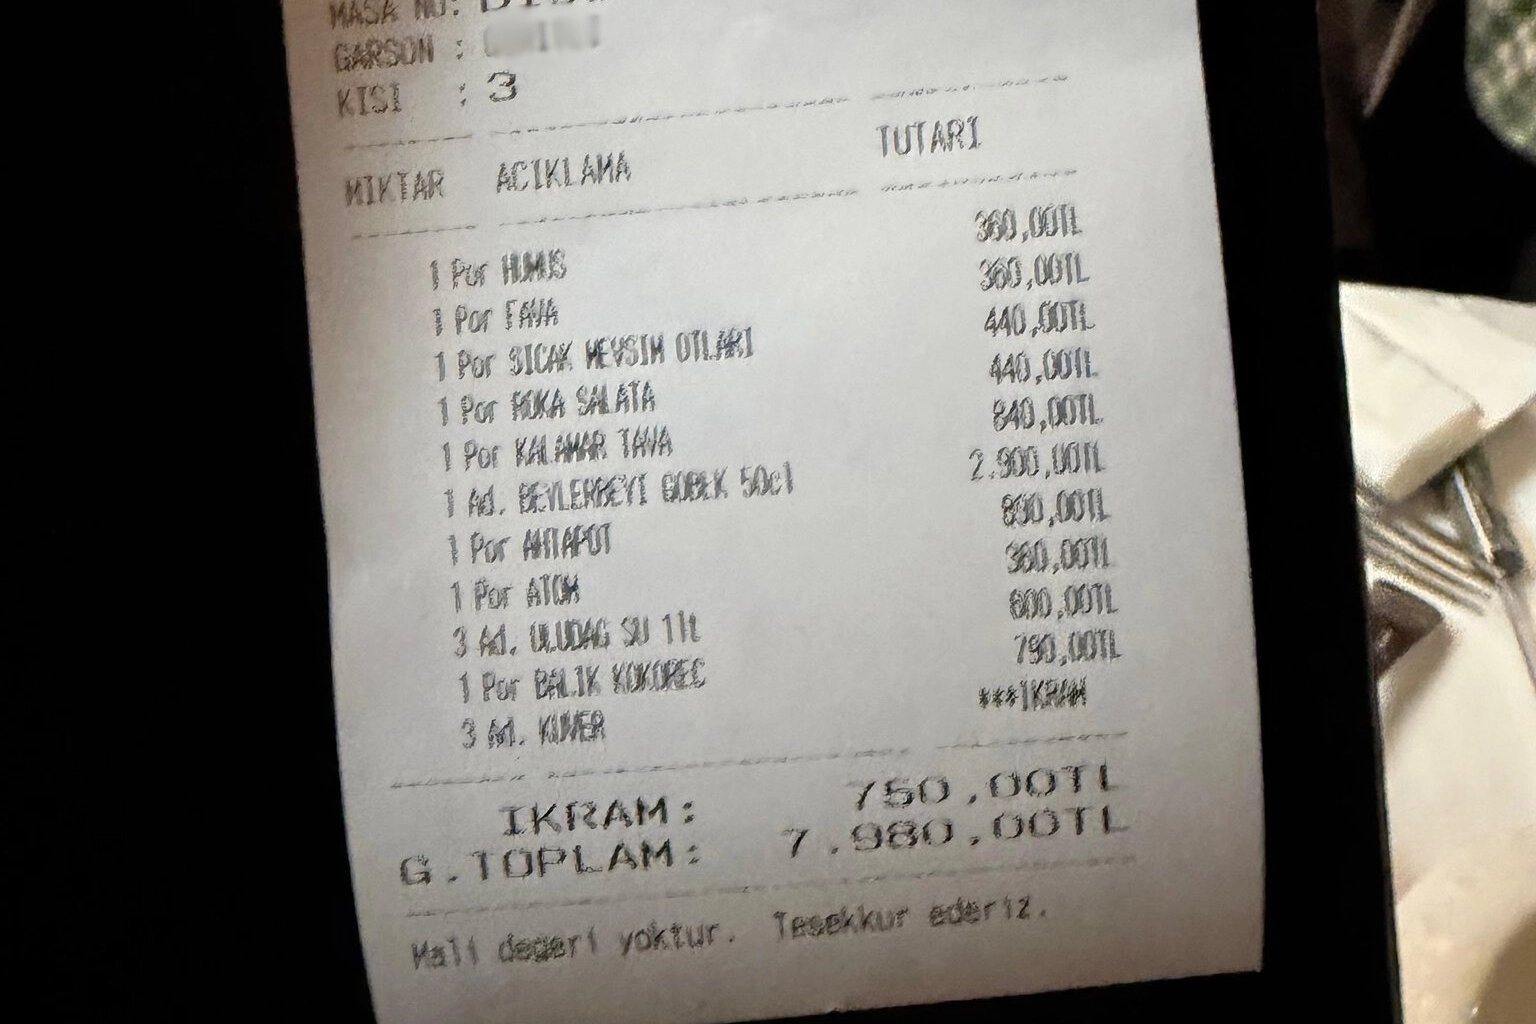 MASA NO:
GARSON :
KISI : 3
MIKTAR ACIKLAMA TUTARI
1 Por HUMUS 360,00TL
1 Por FAVA 360,00TL
1 Por SICAK MEVSIM OTLARI 440,00TL
1 Por ROKA SALATA 440,00TL
1 Por KALAMAR TAVA 840,00TL
1 Ad. BEYLERBEYI GOBEK 50cl 2.900,00TL
1 Por AHTAPOT 890,00TL
1 Por ATOM 360,00TL
3 Ad. ULUDAG SU 1lt 600,00TL
1 Por BALIK KOKOREC 790,00TL
3 Ad. KUVER ***IKRAM
IKRAM: 750,00TL
G.TOPLAM: 7.980,00TL
Mali degeri yoktur. Tesekkur ederiz.